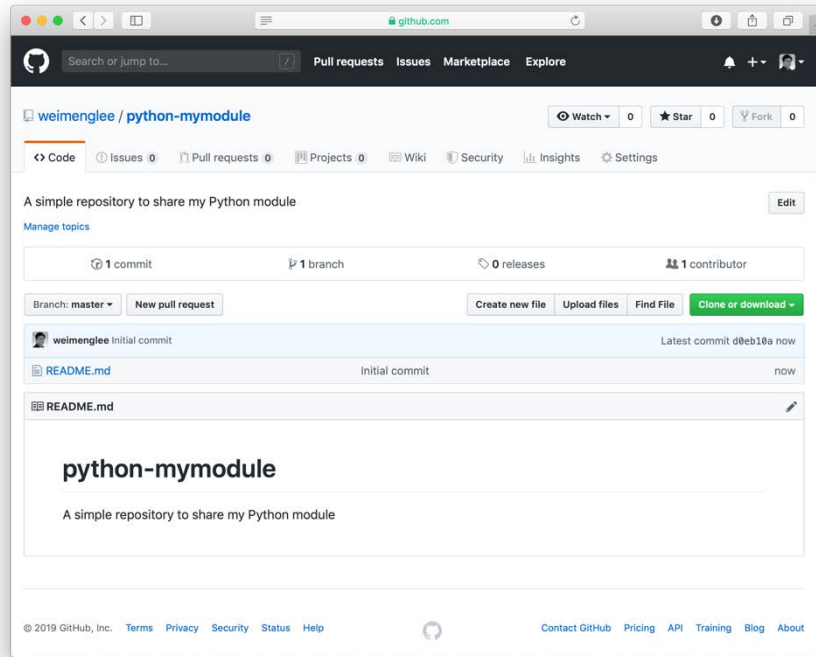 github.com
Search or jump to... / Pull requests Issues Marketplace Explore
weimenglee / python-mymodule Watch 0 Star 0 Fork 0
Code Issues 0 Pull requests 0 Projects 0 Wiki Security Insights Settings
A simple repository to share my Python module Edit
Manage topics
1 commit 1 branch 0 releases 1 contributor
Branch: master New pull request Create new file Upload files Find File Clone or download
weimenglee Initial commit Latest commit d0eb10a now
README.md Initial commit now
README.md
python-mymodule
A simple repository to share my Python module
© 2019 GitHub, Inc. Terms Privacy Security Status Help Contact GitHub Pricing API Training Blog About